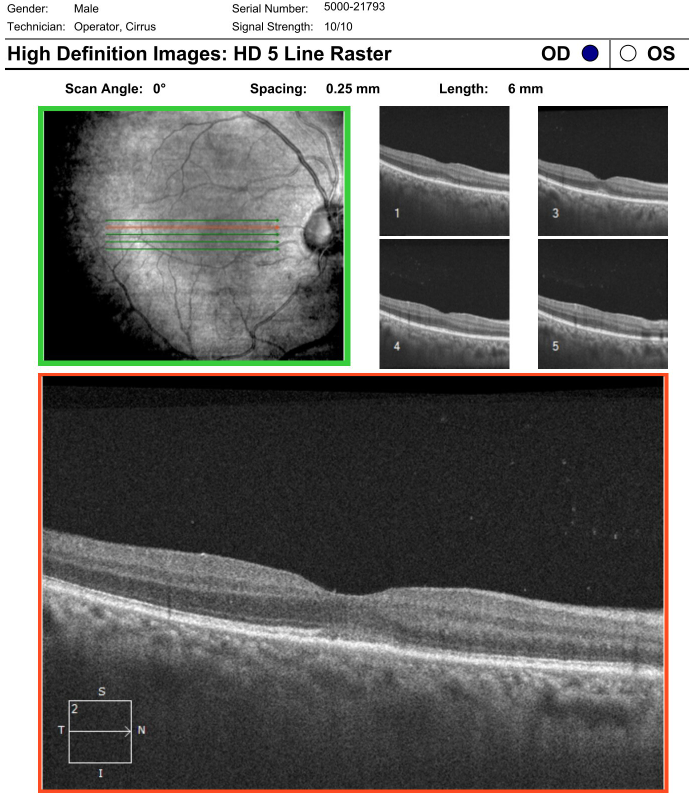 Gender: Male Serial Number: 5000-21793
Technician: Operator, Cirrus Signal Strength: 10/10
High Definition Images: HD 5 Line Raster OD OS
Scan Angle: 0° Spacing: 0.25 mm Length: 6 mm
1
3
4
5
S
2
T N
I